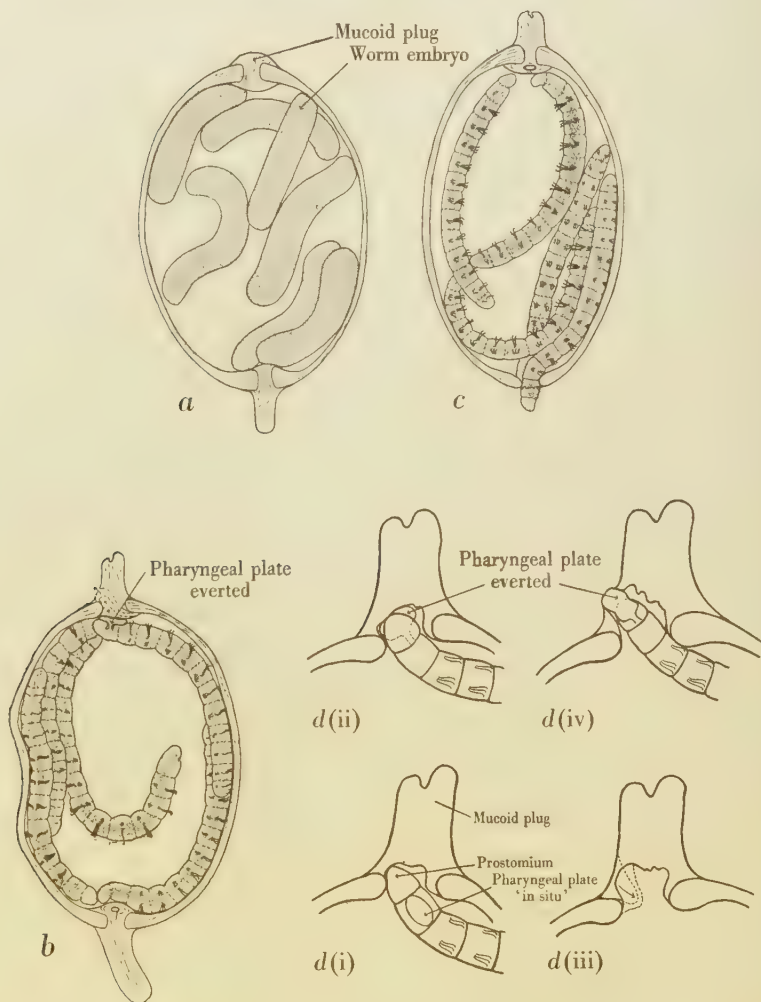 Mucoid plug
Worm embryo
a
c
Pharyngeal plate
everted
Pharyngeal plate
everted
b
d(ii)
d(iv)
Mucoid plug
Prostomium
Pharyngeal plate
'in situ'
d(i)
d(iii)